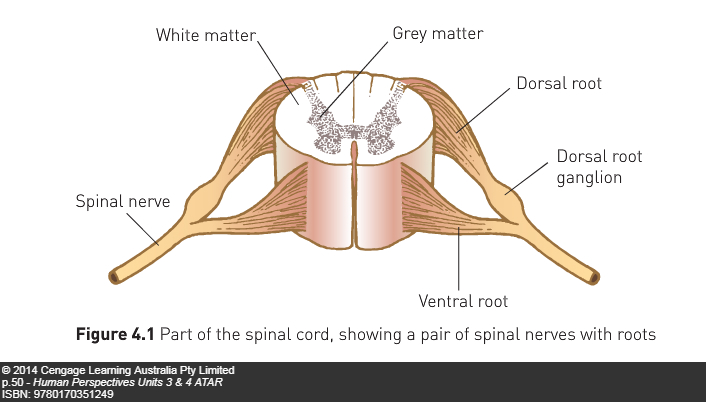 White matter
Grey matter
Dorsal root
Dorsal root
ganglion
Spinal nerve
Ventral root
Figure 4.1 Part of the spinal cord, showing a pair of spinal nerves with roots
© 2014 Cengage Learning Australia Pty Limited
p.50 - Human Perspectives Units 3 & 4 ATAR
ISBN: 9780170351249